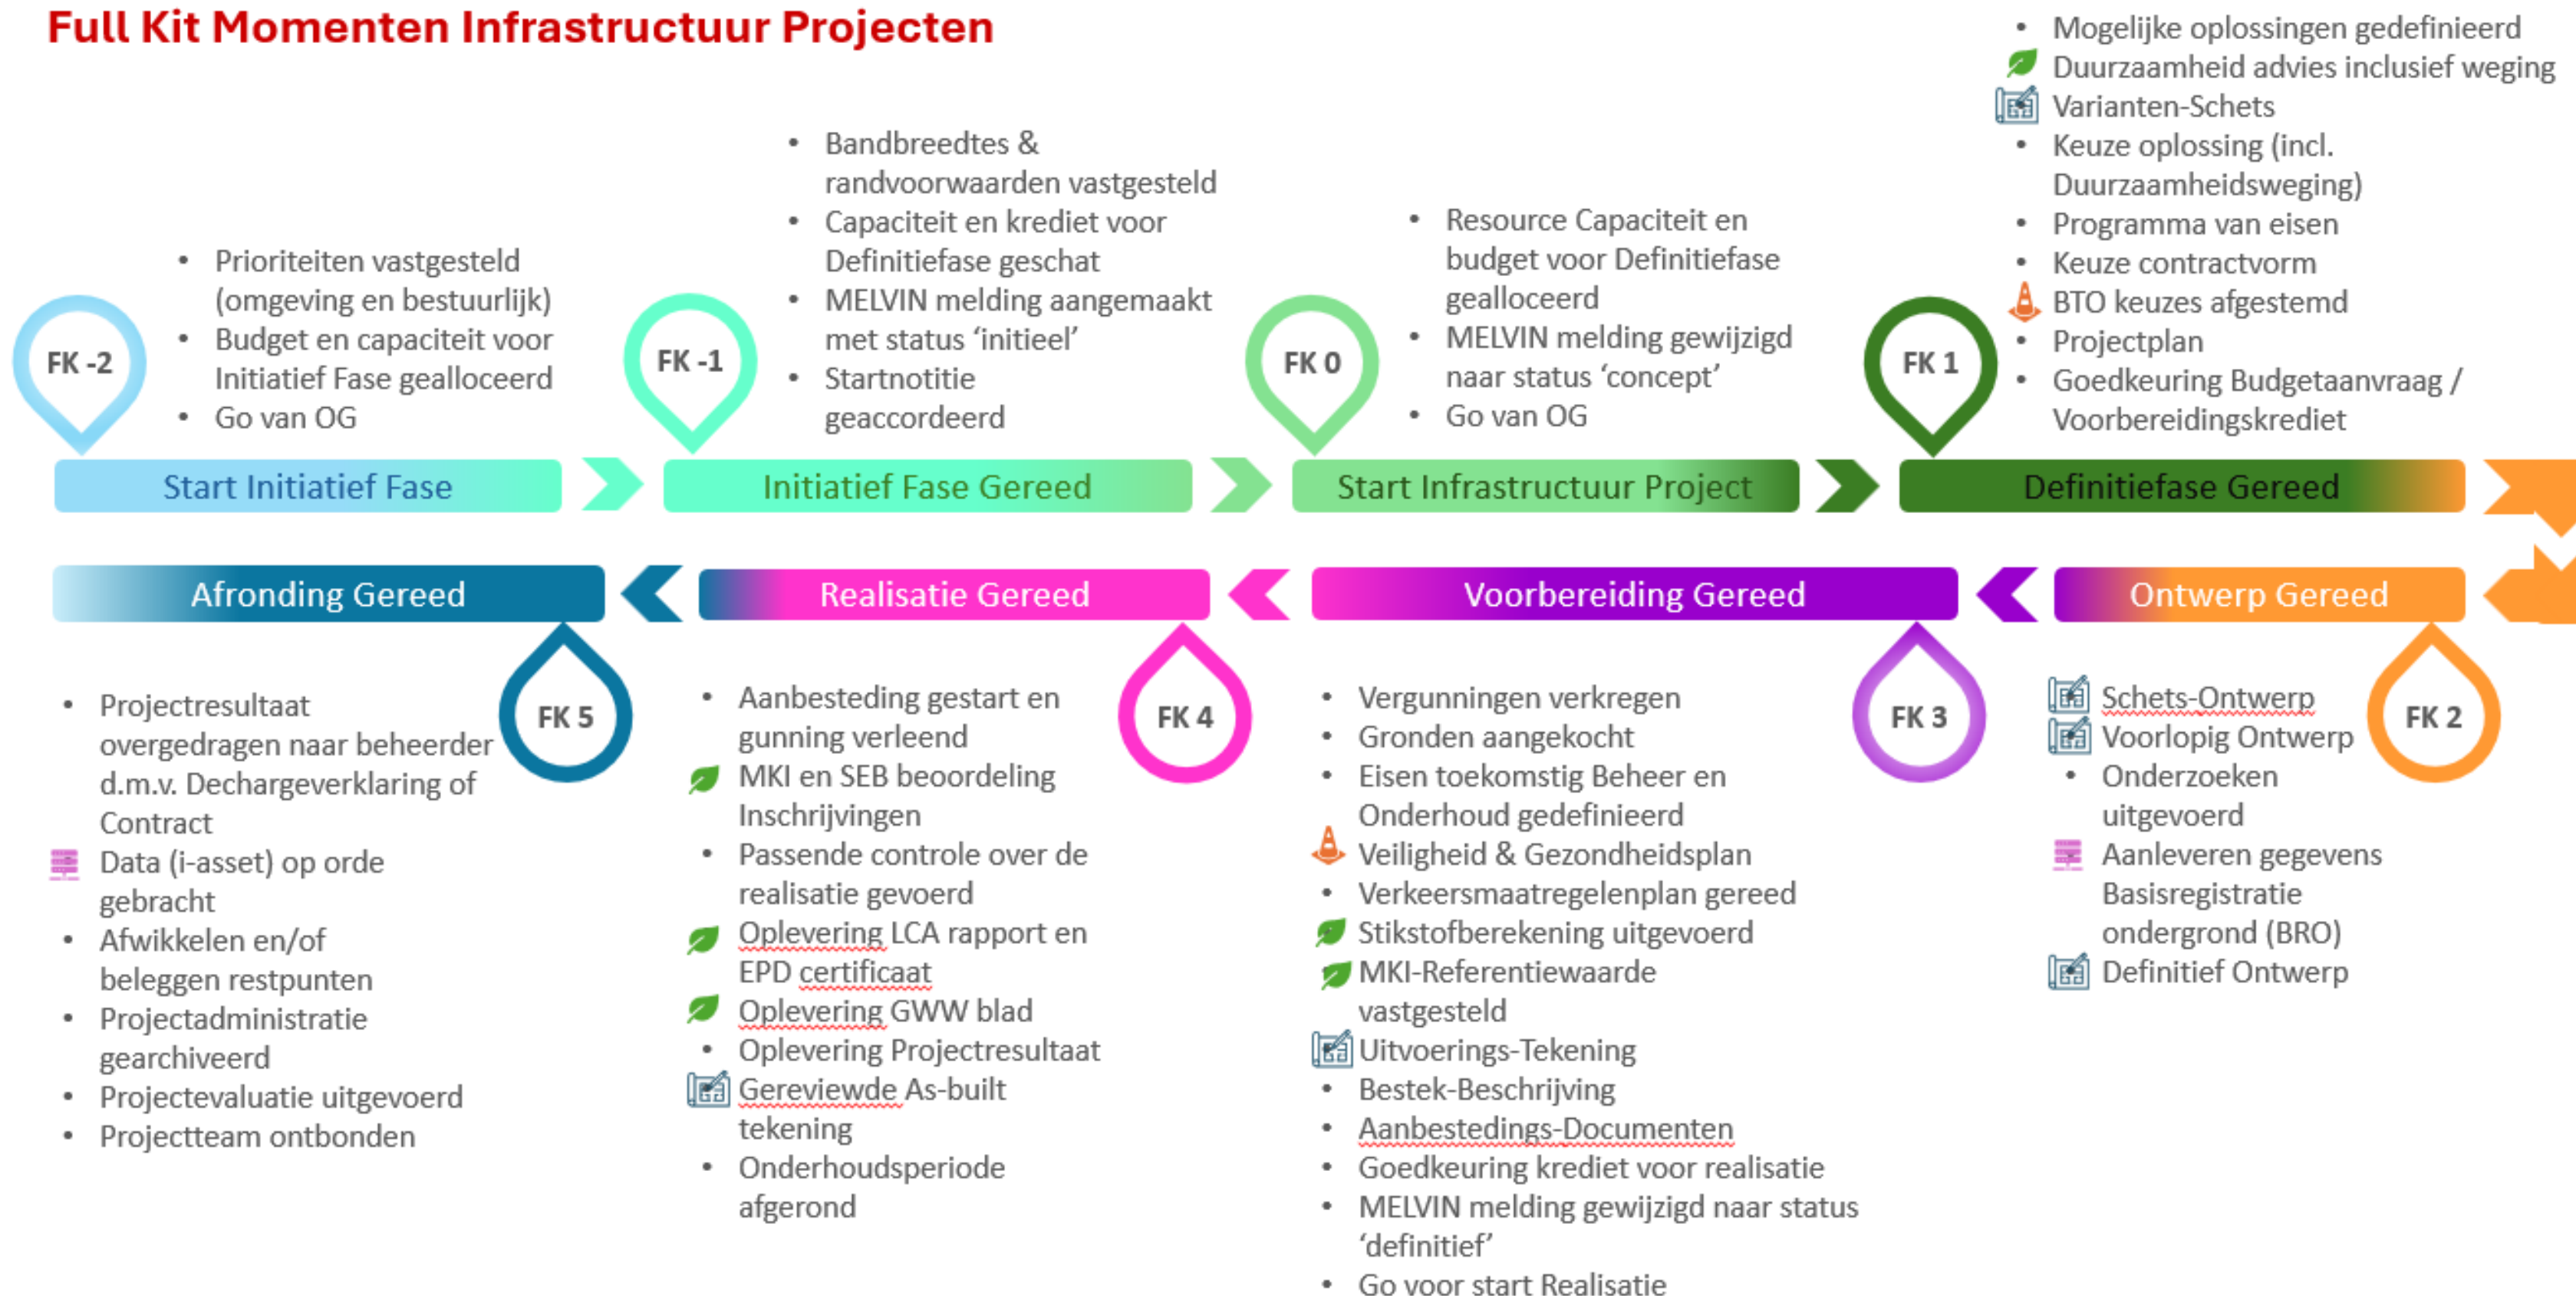 Full Kit Momenten Infrastructuur Projecten
FK -2
• Prioriteiten vastgesteld
(omgeving en bestuurlijk)
• Budget en capaciteit voor
Initiatief Fase gealloceerd
• Go van OG
Start Initiatief Fase
FK -1
• Bandbreedtes &
randvoorwaarden vastgesteld
• Capaciteit en krediet voor
Definitiefase geschat
• MELVIN melding aangemaakt
met status ‘initieel’
• Startnotitie
geaccordeerd
Initiatief Fase Gereed
FK 0
• Resource Capaciteit en
budget voor Definitiefase
gealloceerd
• MELVIN melding gewijzigd
naar status ‘concept’
• Go van OG
Start Infrastructuur Project
FK 1
• Mogelijke oplossingen gedefinieerd
Duurzaamheid advies inclusief weging
Varianten-Schets
• Keuze oplossing (incl.
Duurzaamheidsweging)
• Programma van eisen
• Keuze contractvorm
BTO keuzes afgestemd
• Projectplan
• Goedkeuring Budgetaanvraag /
Voorbereidingskrediet
Definitiefase Gereed
Ontwerp Gereed
FK 2
Schets-Ontwerp
Voorlopig Ontwerp
• Onderzoeken
uitgevoerd
Aanleveren gegevens
Basisregistratie
ondergrond (BRO)
Definitief Ontwerp
Voorbereiding Gereed
FK 3
• Vergunningen verkregen
• Gronden aangekocht
• Eisen toekomstig Beheer en
Onderhoud gedefinieerd
Veiligheid & Gezondheidsplan
• Verkeersmaatregelenplan gereed
Stikstofberekening uitgevoerd
MKI-Referentiewaarde
vastgesteld
Uitvoerings-Tekening
• Bestek-Beschrijving
• Aanbestedings-Documenten
• Goedkeuring krediet voor realisatie
• MELVIN melding gewijzigd naar status
‘definitief’
• Go voor start Realisatie
Realisatie Gereed
FK 4
• Aanbesteding gestart en
gunning verleend
MKI en SEB beoordeling
Inschrijvingen
• Passende controle over de
realisatie gevoerd
Oplevering LCA rapport en
EPD certificaat
Oplevering GWW blad
• Oplevering Projectresultaat
Gereviewde As-built
tekening
• Onderhoudsperiode
afgerond
Afronding Gereed
FK 5
• Projectresultaat
overgedragen naar beheerder
d.m.v. Dechargeverklaring of
Contract
Data (i-asset) op orde
gebracht
• Afwikkelen en/of
beleggen restpunten
• Projectadministratie
gearchiveerd
• Projectevaluatie uitgevoerd
• Projectteam ontbonden